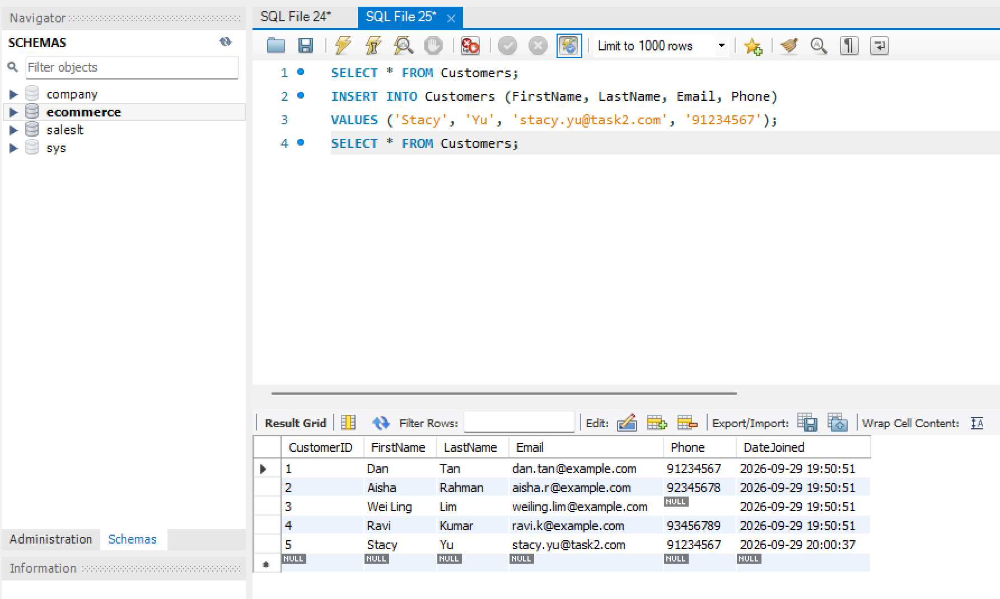 Navigator
SCHEMAS
Filter objects
company
ecommerce
saleslt
sys
Administration Schemas
Information
SQL File 24* SQL File 25*
Limit to 1000 rows
1 SELECT * FROM Customers;
2 INSERT INTO Customers (FirstName, LastName, Email, Phone)
3 VALUES ('Stacy', 'Yu', 'stacy.yu@task2.com', '91234567');
4 SELECT * FROM Customers;
Result Grid Filter Rows: Edit: Export/Import: Wrap Cell Content:
CustomerID FirstName LastName Email Phone DateJoined
1 Dan Tan dan.tan@example.com 91234567 2026-09-29 19:50:51
2 Aisha Rahman aisha.r@example.com 92345678 2026-09-29 19:50:51
3 Wei Ling Lim weiling.lim@example.com NULL 2026-09-29 19:50:51
4 Ravi Kumar ravi.k@example.com 93456789 2026-09-29 19:50:51
5 Stacy Yu stacy.yu@task2.com 91234567 2026-09-29 20:00:37
NULL NULL NULL NULL NULL NULL